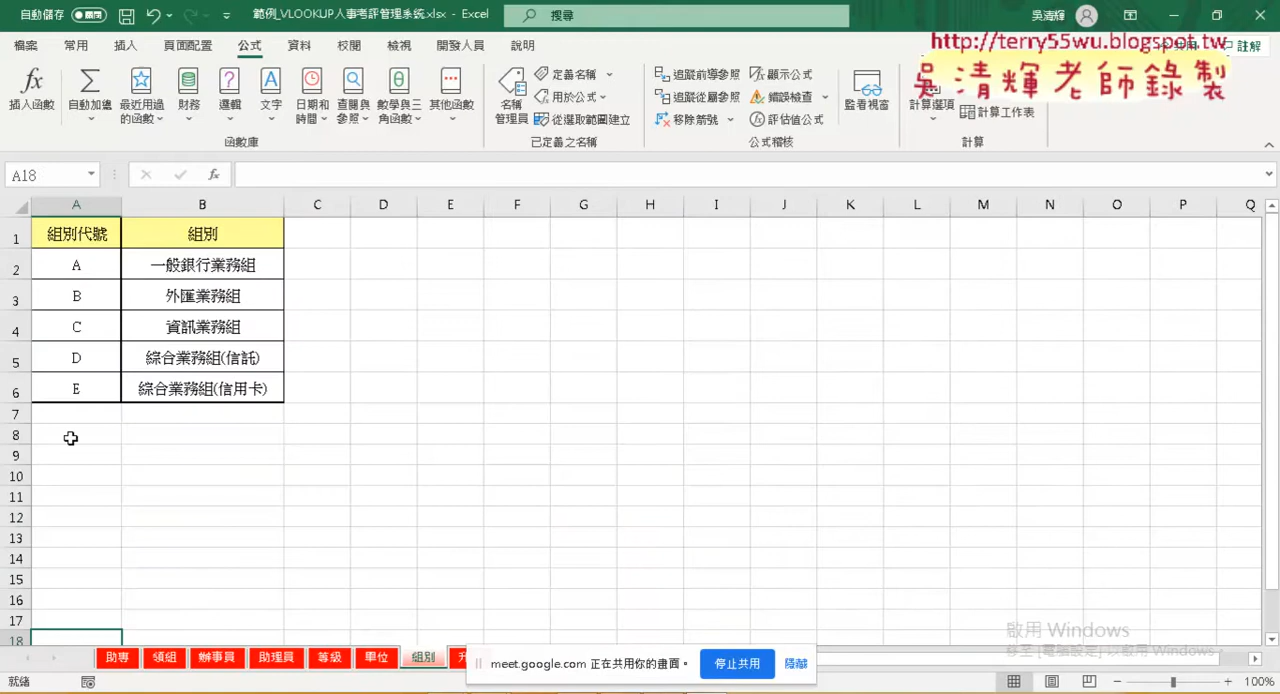 自動儲存
範例_VLOOKUP人事考評管理系統.xlsx - Excel
搜尋
吳清輝
檔案 常用 插入 頁面配置 公式 資料 校閱 檢視 開發人員 說明
共用 註解
http://terry55wu.blogspot.tw
吳清輝老師錄製
插入函數
自動加總
最近用過的函數
財務
邏輯
文字
日期和時間
查閱與參照
數學與三角函數
其他函數
函數庫
名稱管理員
定義名稱
用於公式
從選取範圍建立
已定義之名稱
追蹤前導參照
追蹤從屬參照
移除箭號
顯示公式
錯誤檢查
評估值公式
公式稽核
監看視窗
計算選項
計算工作表
計算
A18
fx
A B C D E F G H I J K L M N O P Q
1 組別代號 組別
2 A 一般銀行業務組
3 B 外匯業務組
4 C 資訊業務組
5 D 綜合業務組(信託)
6 E 綜合業務組(信用卡)
7
8
9
10
11
12
13
14
15
16
17
18
啟用 Windows
移至 [電腦設定] 以啟用 Windows。
助專 領組 辦事員 助理員 等級 單位 組別
meet.google.com 正在共用你的畫面。 停止共用 隱藏
就緒
100%